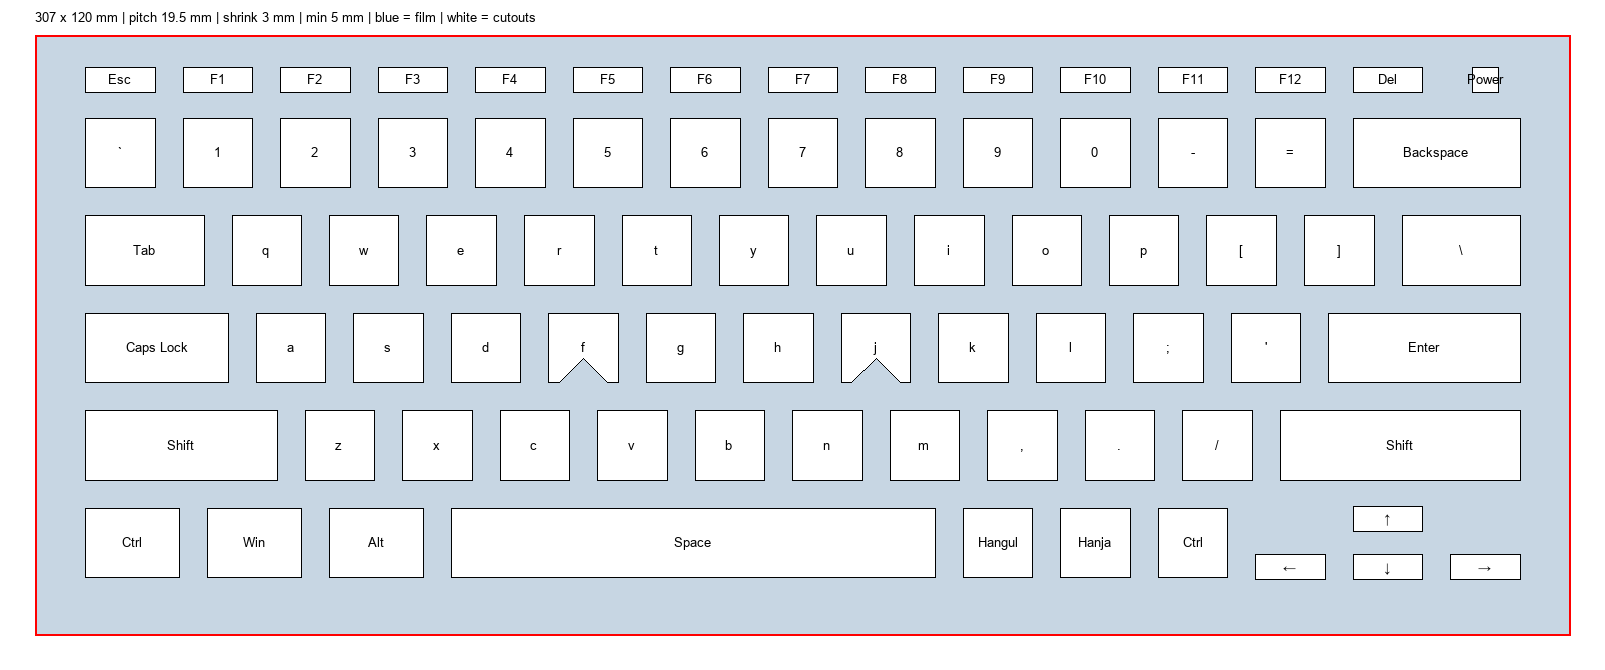 307 x 120 mm | pitch 19.5 mm | shrink 3 mm | min 5 mm | blue = film | white = cutouts
Esc F1 F2 F3 F4 F5 F6 F7 F8 F9 F10 F11 F12 Del Power
` 1 2 3 4 5 6 7 8 9 0 - = Backspace
Tab q w e r t y u i o p [ ] \
Caps Lock a s d f g h j k l ; ' Enter
Shift z x c v b n m , . / Shift
Ctrl Win Alt Space Hangul Hanja Ctrl ↑
← ↓ →